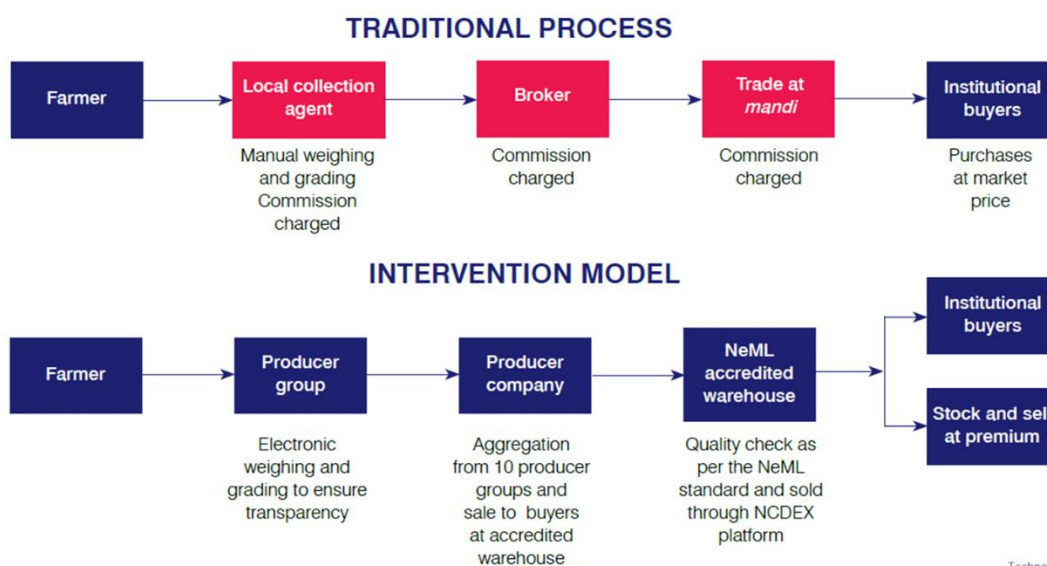 TRADITIONAL PROCESS
Farmer
Local collection
agent
Broker
Trade at
mandi
Institutional
buyers
Manual weighing
and grading
Commission
charged
Commission
charged
Commission
charged
Purchases
at market
price
INTERVENTION MODEL
Farmer
Producer
group
Producer
company
NeML
accredited
warehouse
Institutional
buyers
Stock and sel
at premium
Electronic
weighing and
grading to ensure
transparency
Aggregation
from 10 producer
groups and
sale to buyers
at accredited
warehouse
Quality check as
per the NeML
standard and sold
through NCDEX
platform